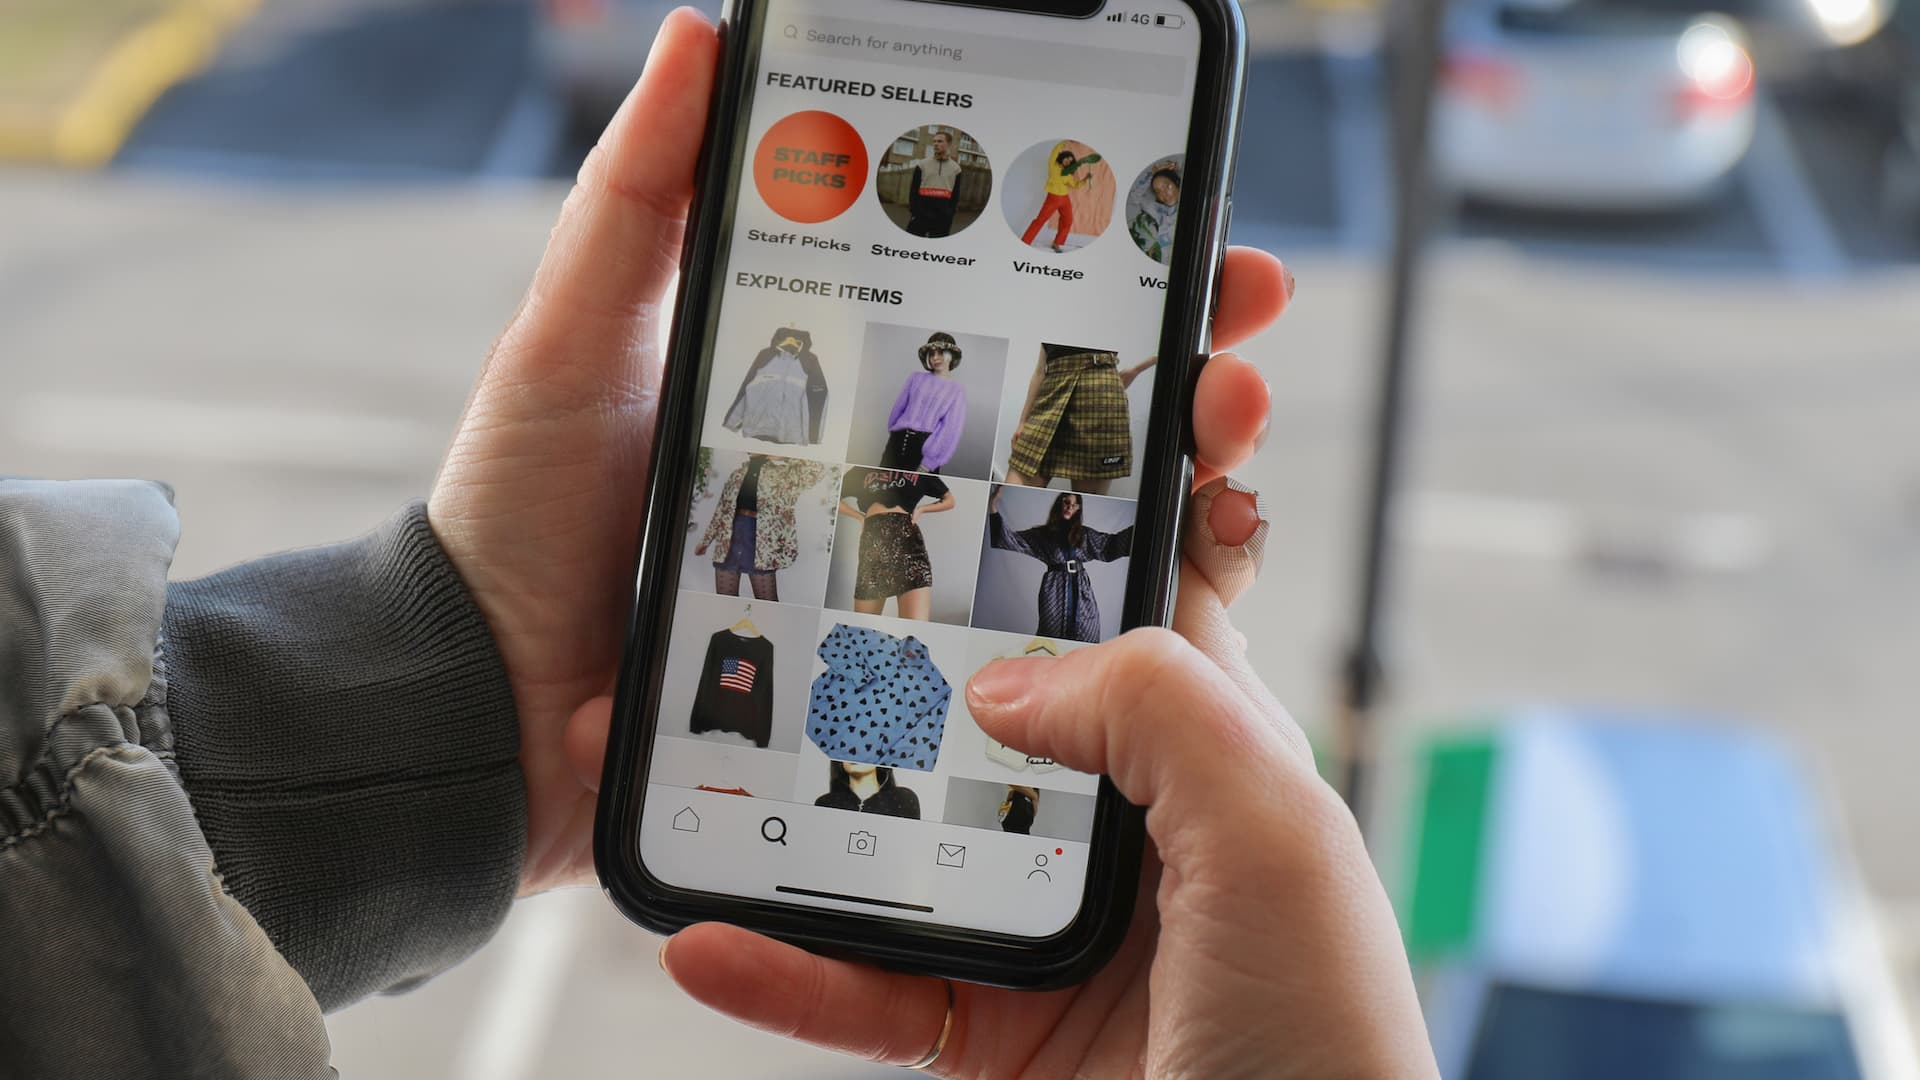 4G
Search for anything
FEATURED SELLERS
STAFF
PICKS
Staff Picks
Streetwear
Vintage
Wo
EXPLORE ITEMS